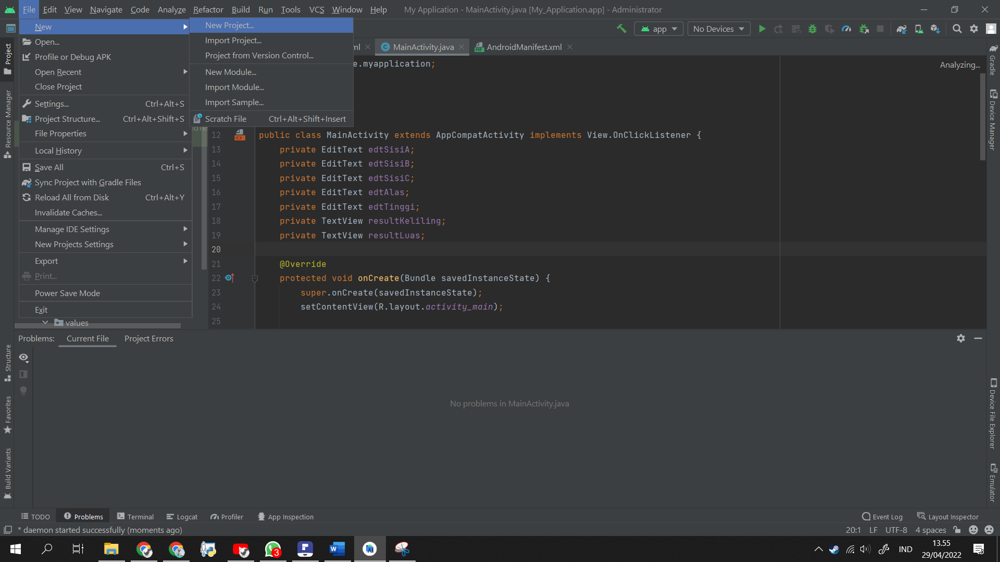 File Edit View Navigate Code Analyze Refactor Build Run Tools VCS Window Help My Application - MainActivity.java [My_Application.app] - Administrator
app No Devices
New
Open...
Profile or Debug APK
Open Recent
Close Project
Settings... Ctrl+Alt+S
Project Structure... Ctrl+Alt+Shift+S
File Properties
Local History
Save All Ctrl+S
Sync Project with Gradle Files
Reload All from Disk Ctrl+Alt+Y
Invalidate Caches...
Manage IDE Settings
New Projects Settings
Export
Print...
Power Save Mode
Exit
values
New Project...
Import Project...
Project from Version Control...
New Module...
Import Module...
Import Sample...
Scratch File Ctrl+Alt+Shift+Insert
ml MainActivity.java AndroidManifest.xml
e.myapplication;
Analyzing...
12 public class MainActivity extends AppCompatActivity implements View.OnClickListener {
13 private EditText edtSisiA;
14 private EditText edtSisiB;
15 private EditText edtSisiC;
16 private EditText edtAlas;
17 private EditText edtTinggi;
18 private TextView resultKeliling;
19 private TextView resultLuas;
20
21 @Override
22 protected void onCreate(Bundle savedInstanceState) {
23 super.onCreate(savedInstanceState);
24 setContentView(R.layout.activity_main);
25
Project
Resource Manager
Structure
Favorites
Build Variants
Gradle
Device Manager
Device File Explorer
Emulator
Problems: Current File Project Errors
No problems in MainActivity.java
TODO Problems Terminal Logcat Profiler App Inspection Event Log Layout Inspector
* daemon started successfully (moments ago) 20:1 LF UTF-8 4 spaces
3
W
IND
13.55
29/04/2022